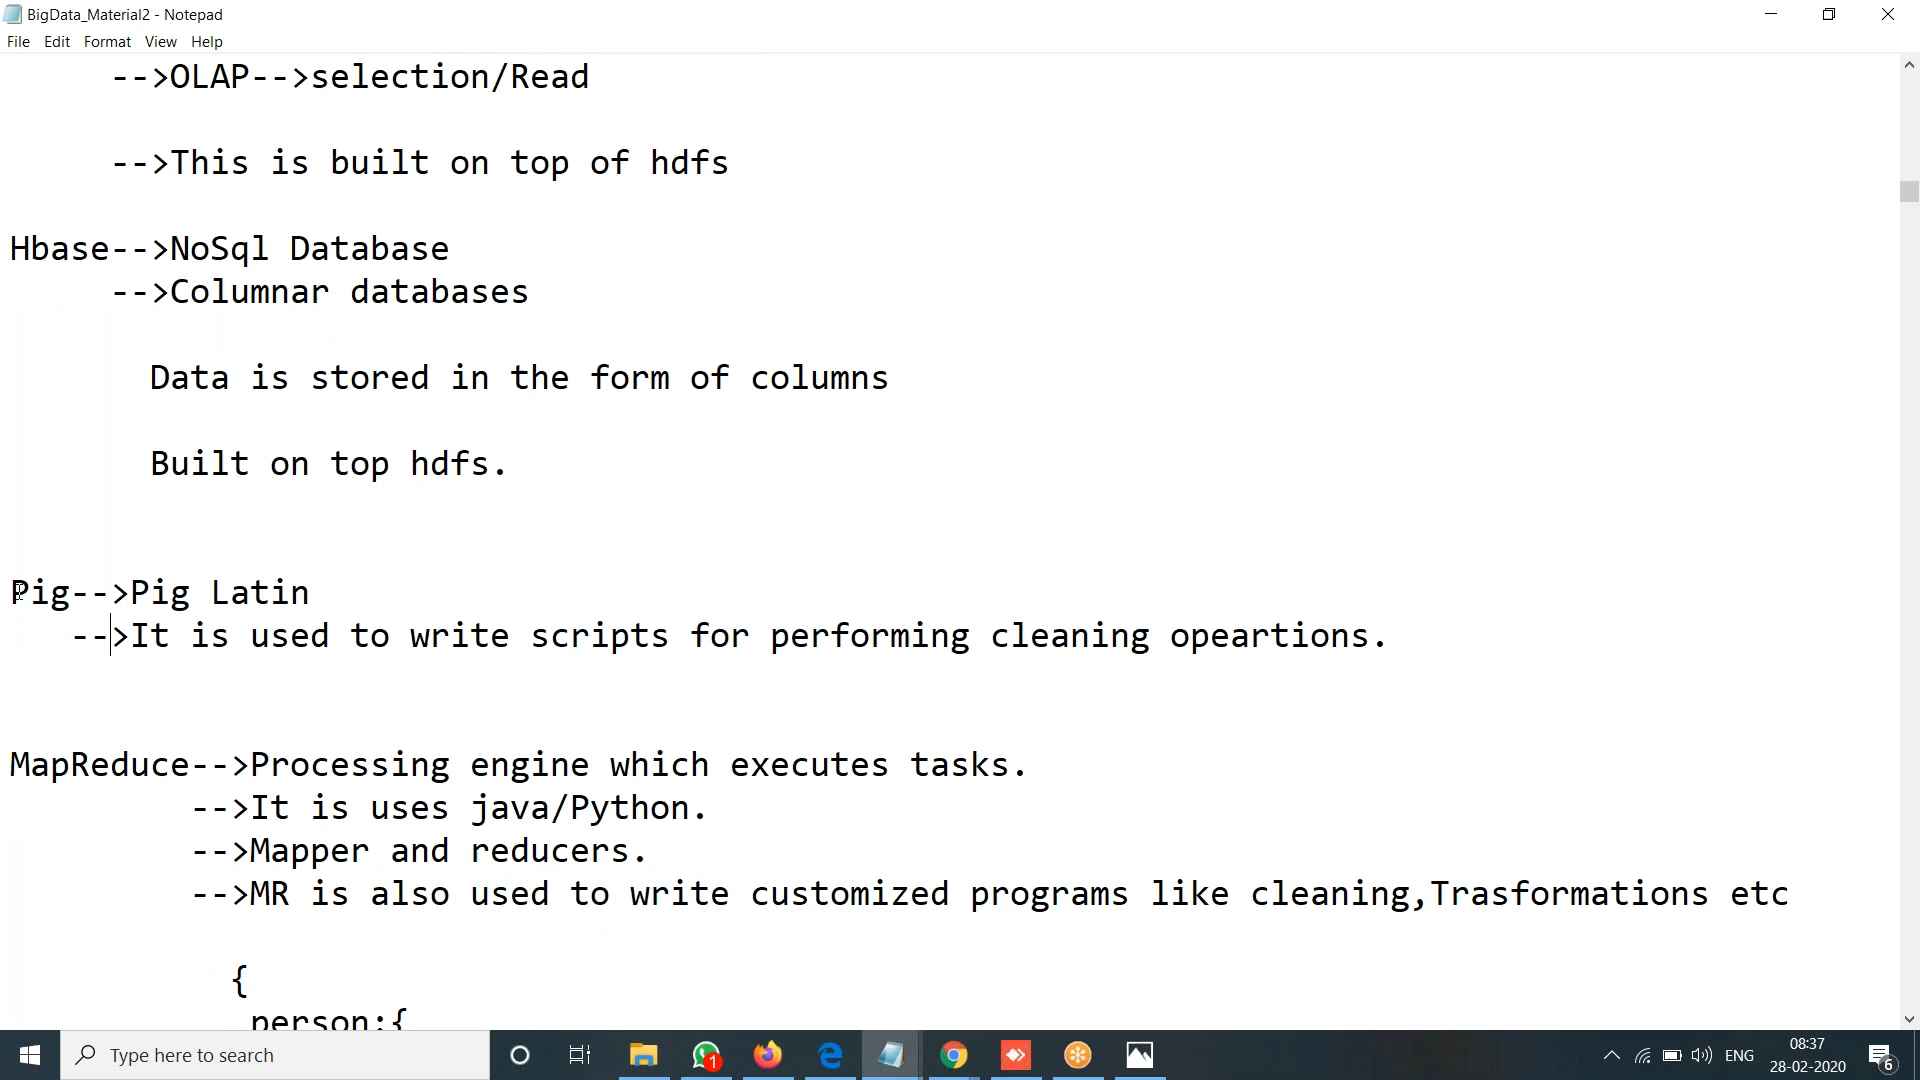 BigData_Material2 - Notepad
File Edit Format View Help
-->OLAP-->selection/Read
-->This is built on top of hdfs
Hbase-->NoSql Database
-->Columnar databases
Data is stored in the form of columns
Built on top hdfs.
Pig-->Pig Latin
-->It is used to write scripts for performing cleaning opeartions.
MapReduce-->Processing engine which executes tasks.
-->It is uses java/Python.
-->Mapper and reducers.
-->MR is also used to write customized programs like cleaning,Trasformations etc
{
person:{
Type here to search
1
ENG
08:37
28-02-2020
6